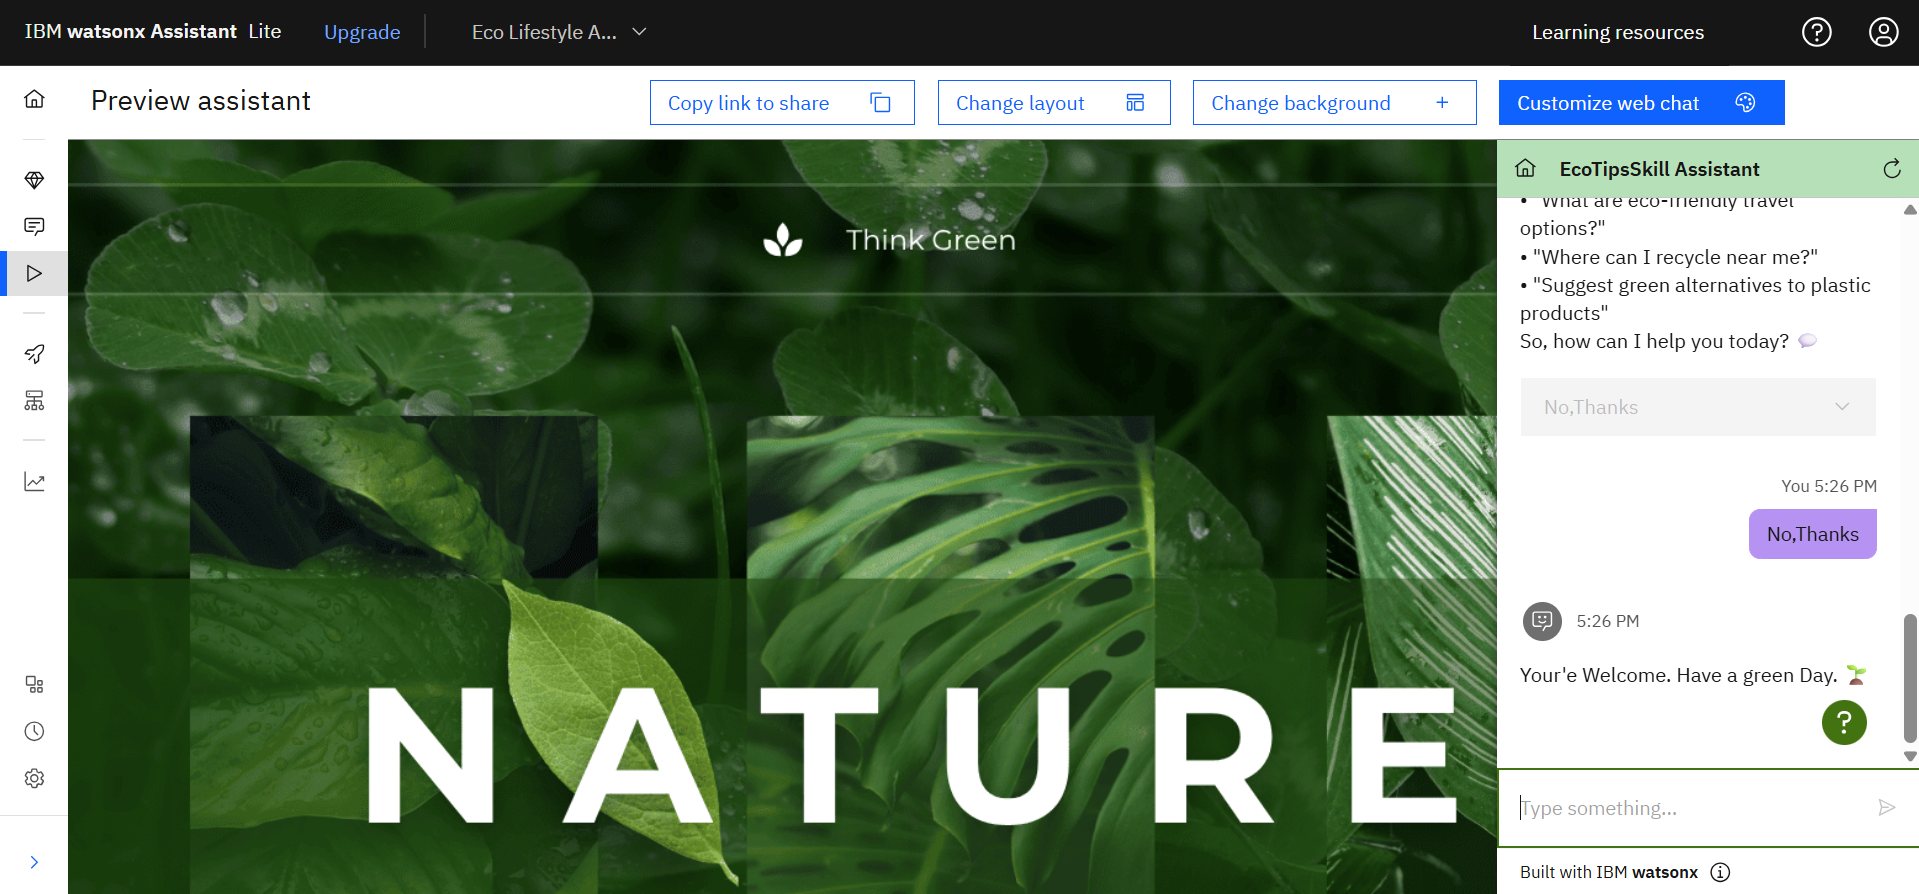 IBM watsonx Assistant Lite
Upgrade
Eco Lifestyle A...
Learning resources
Preview assistant
Copy link to share
Change layout
Change background
Customize web chat
EcoTipsSkill Assistant
• "What are eco-friendly travel
options?"
• "Where can I recycle near me?"
• "Suggest green alternatives to plastic
products"
So, how can I help you today?
No,Thanks
You 5:26 PM
No,Thanks
5:26 PM
Your'e Welcome. Have a green Day.
?
Type something...
Built with IBM watsonx
Think Green
NATURE